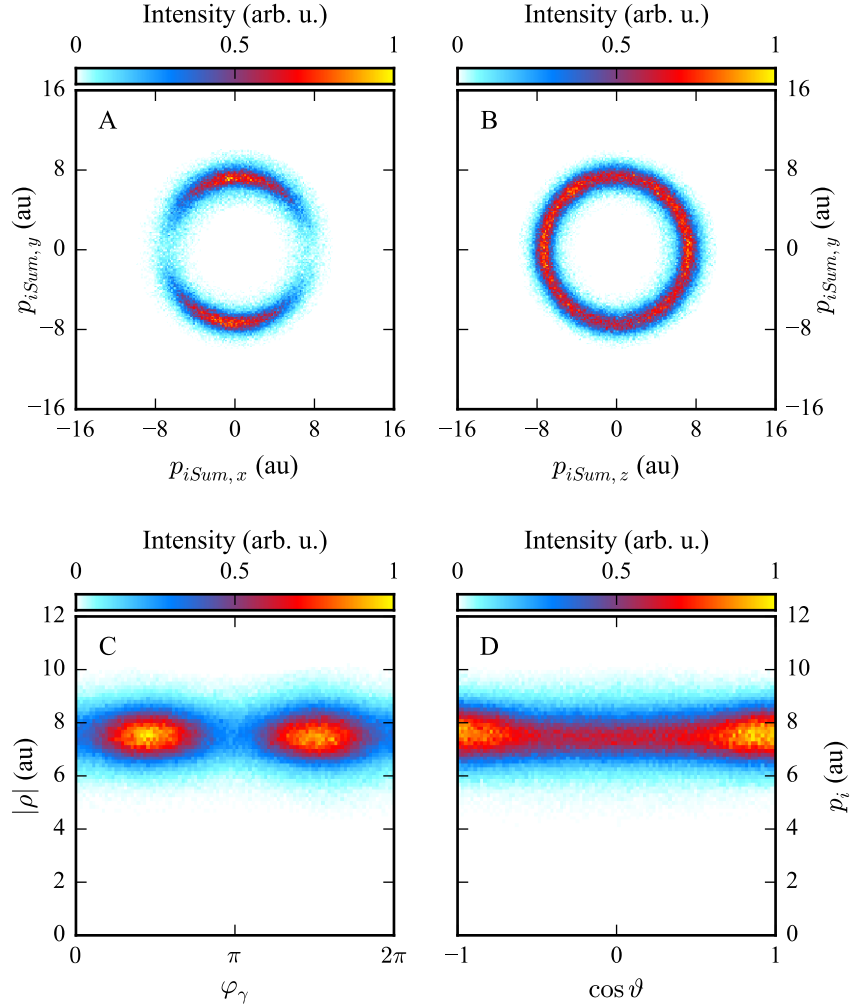 Intensity (arb. u.)
0 0.5 1
Intensity (arb. u.)
0 0.5 1
A
16
8
0
−8
−16
p_{iSum, y} (au)
−16 −8 0 8 16
p_{iSum, x} (au)
B
16
8
0
−8
−16
p_{iSum, y} (au)
−16 −8 0 8 16
p_{iSum, z} (au)
Intensity (arb. u.)
0 0.5 1
Intensity (arb. u.)
0 0.5 1
C
12
10
8
6
4
2
0
|ρ| (au)
0 π 2π
φ_γ
D
12
10
8
6
4
2
0
p_i (au)
−1 0 1
cos ϑ